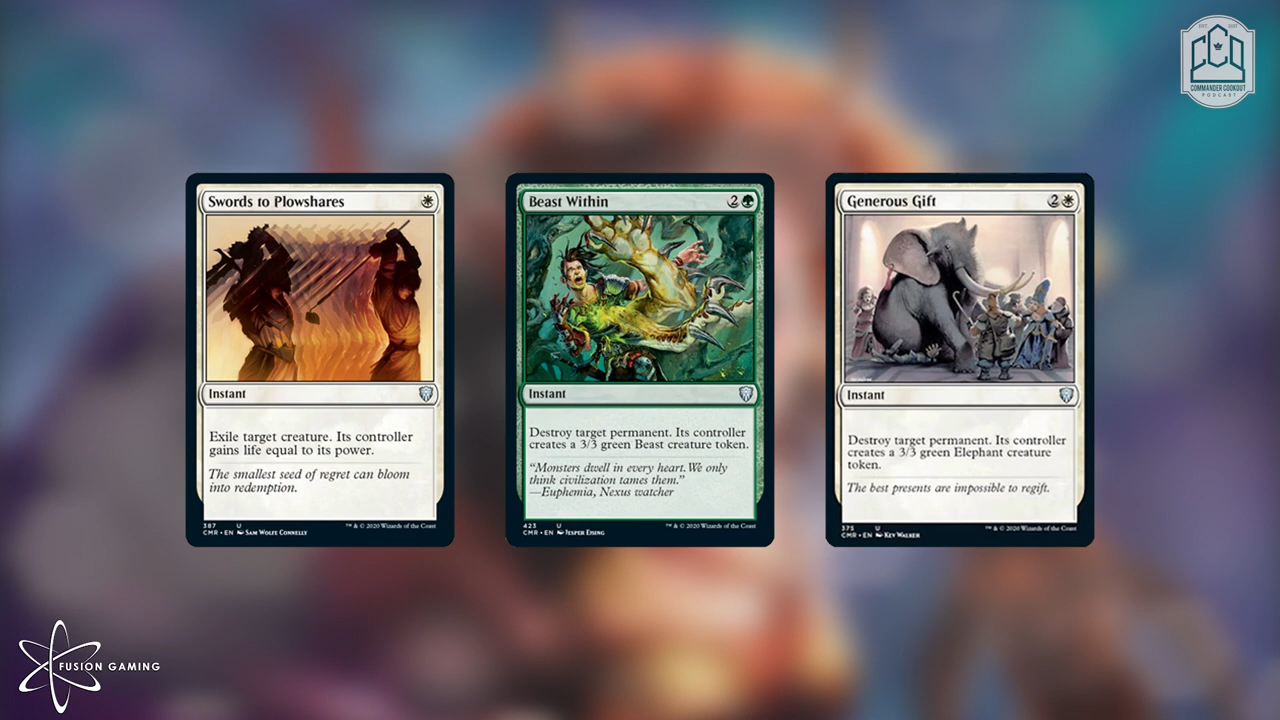 COMMANDER COOKOUT
PODCAST
Swords to Plowshares
Instant
Exile target creature. Its controller
gains life equal to its power.
The smallest seed of regret can bloom
into redemption.
387 U
CMR • EN SAM WOLFE CONNELLY
™ & © 2020 Wizards of the Coast
Beast Within 2
Instant
Destroy target permanent. Its controller
creates a 3/3 green Beast creature token.
“Monsters dwell in every heart. We only
think civilization tames them.”
—Euphemia, Nexus watcher
423 U
CMR • EN JESPER EJSING
™ & © 2020 Wizards of the Coast
Generous Gift 2
Instant
Destroy target permanent. Its controller
creates a 3/3 green Elephant creature
token.
The best presents are impossible to regift.
375 U
CMR • EN KEV WALKER
™ & © 2020 Wizards of the Coast
FUSION GAMING